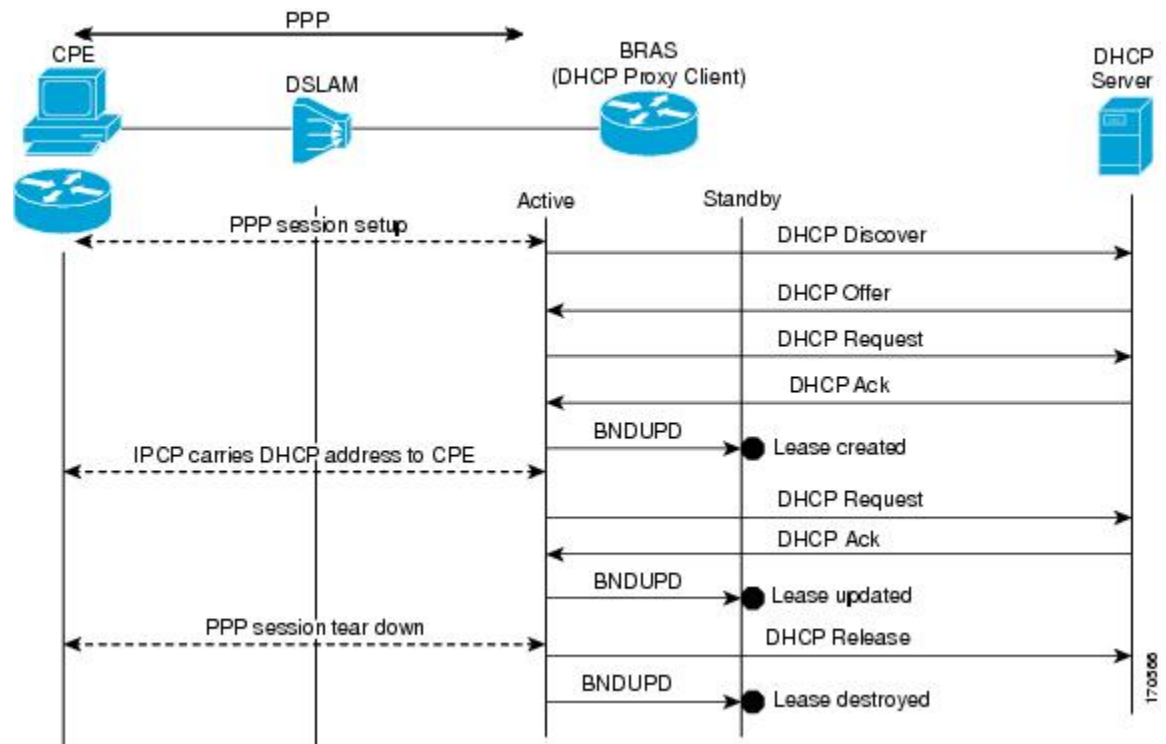 PPP
CPE
DSLAM
BRAS
(DHCP Proxy Client)
DHCP
Server
Active
Standby
PPP session setup
DHCP Discover
DHCP Offer
DHCP Request
DHCP Ack
BNDUPD
Lease created
IPCP carries DHCP address to CPE
DHCP Request
DHCP Ack
BNDUPD
Lease updated
PPP session tear down
DHCP Release
BNDUPD
Lease destroyed
170566